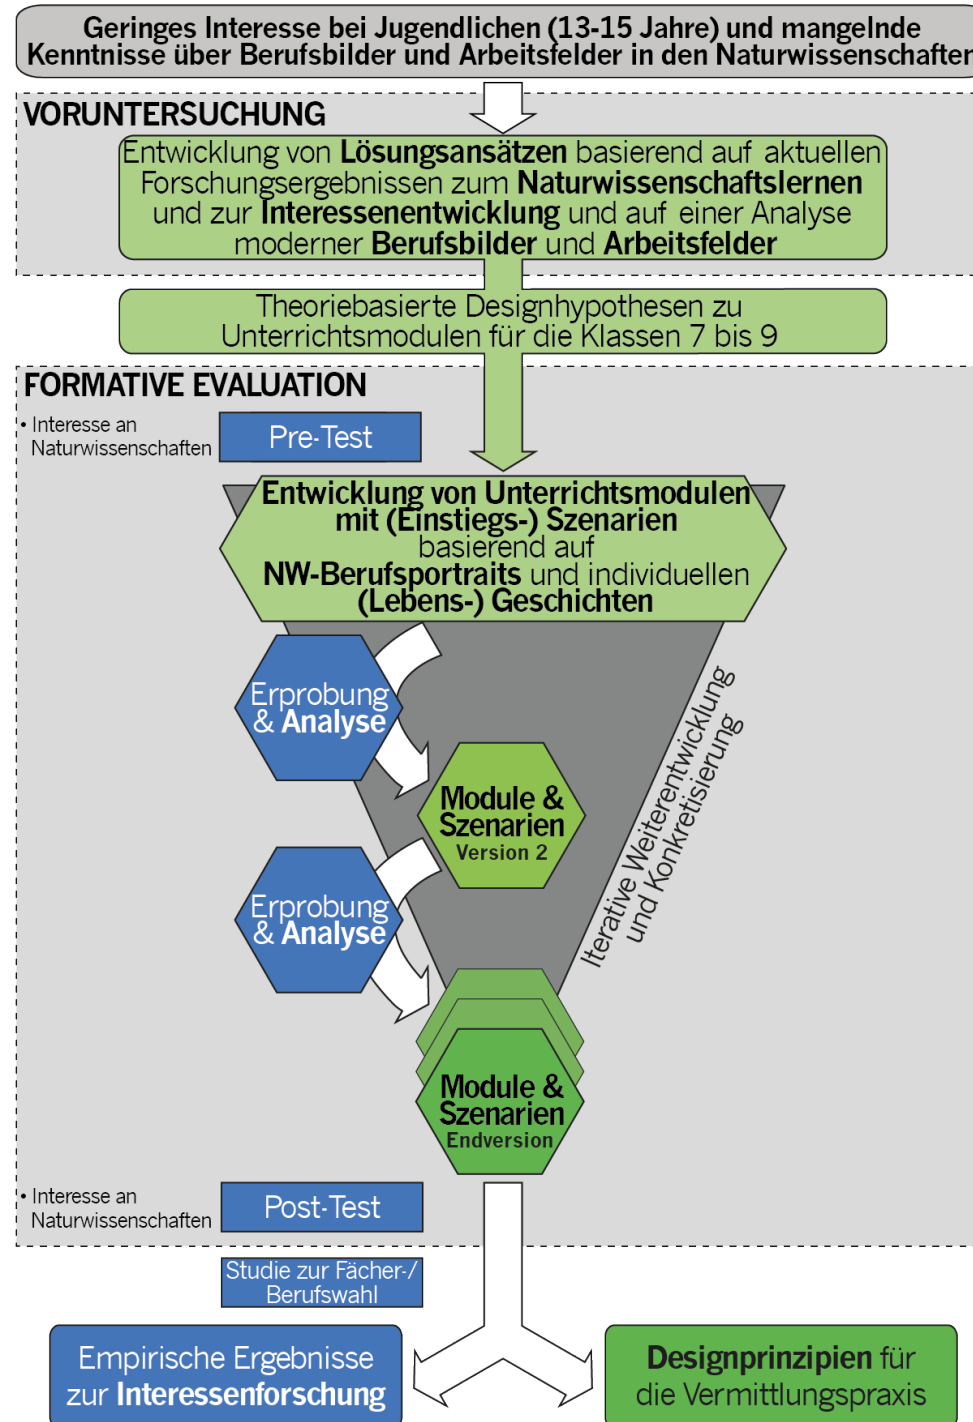 Geringes Interesse bei Jugendlichen (13-15 Jahre) und mangelnde
Kenntnisse über Berufsbilder und Arbeitsfelder in den Naturwissenschaften
VORUNTERSUCHUNG
Entwicklung von Lösungsansätzen basierend auf aktuellen
Forschungsergebnissen zum Naturwissenschaftslernen
und zur Interessenentwicklung und auf einer Analyse
moderner Berufsbilder und Arbeitsfelder
Theoriebasierte Designhypothesen zu
Unterrichtsmodulen für die Klassen 7 bis 9
FORMATIVE EVALUATION
• Interesse an
Naturwissenschaften
Pre-Test
Entwicklung von Unterrichtsmodulen
mit (Einstiegs-) Szenarien
basierend auf
NW-Berufsportraits und individuellen
(Lebens-) Geschichten
Erprobung
& Analyse
Module &
Szenarien
Version 2
Iterative Weiterentwicklung
und Konkretisierung
Erprobung
& Analyse
Module &
Szenarien
Endversion
• Interesse an
Naturwissenschaften
Post-Test
Studie zur Fächer-/
Berufswahl
Empirische Ergebnisse
zur Interessenforschung
Designprinzipien für
die Vermittlungspraxis